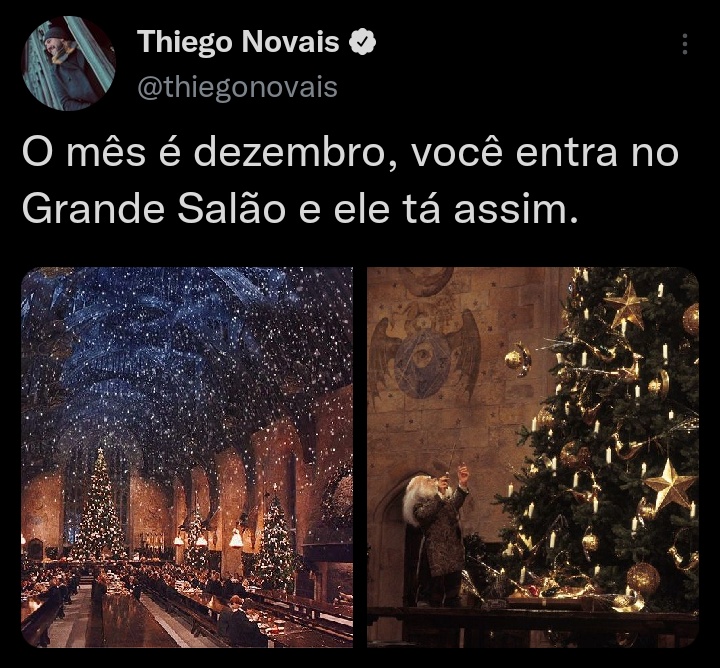 Thiego Novais
@thiegonovais
O mês é dezembro, você entra no
Grande Salão e ele tá assim.